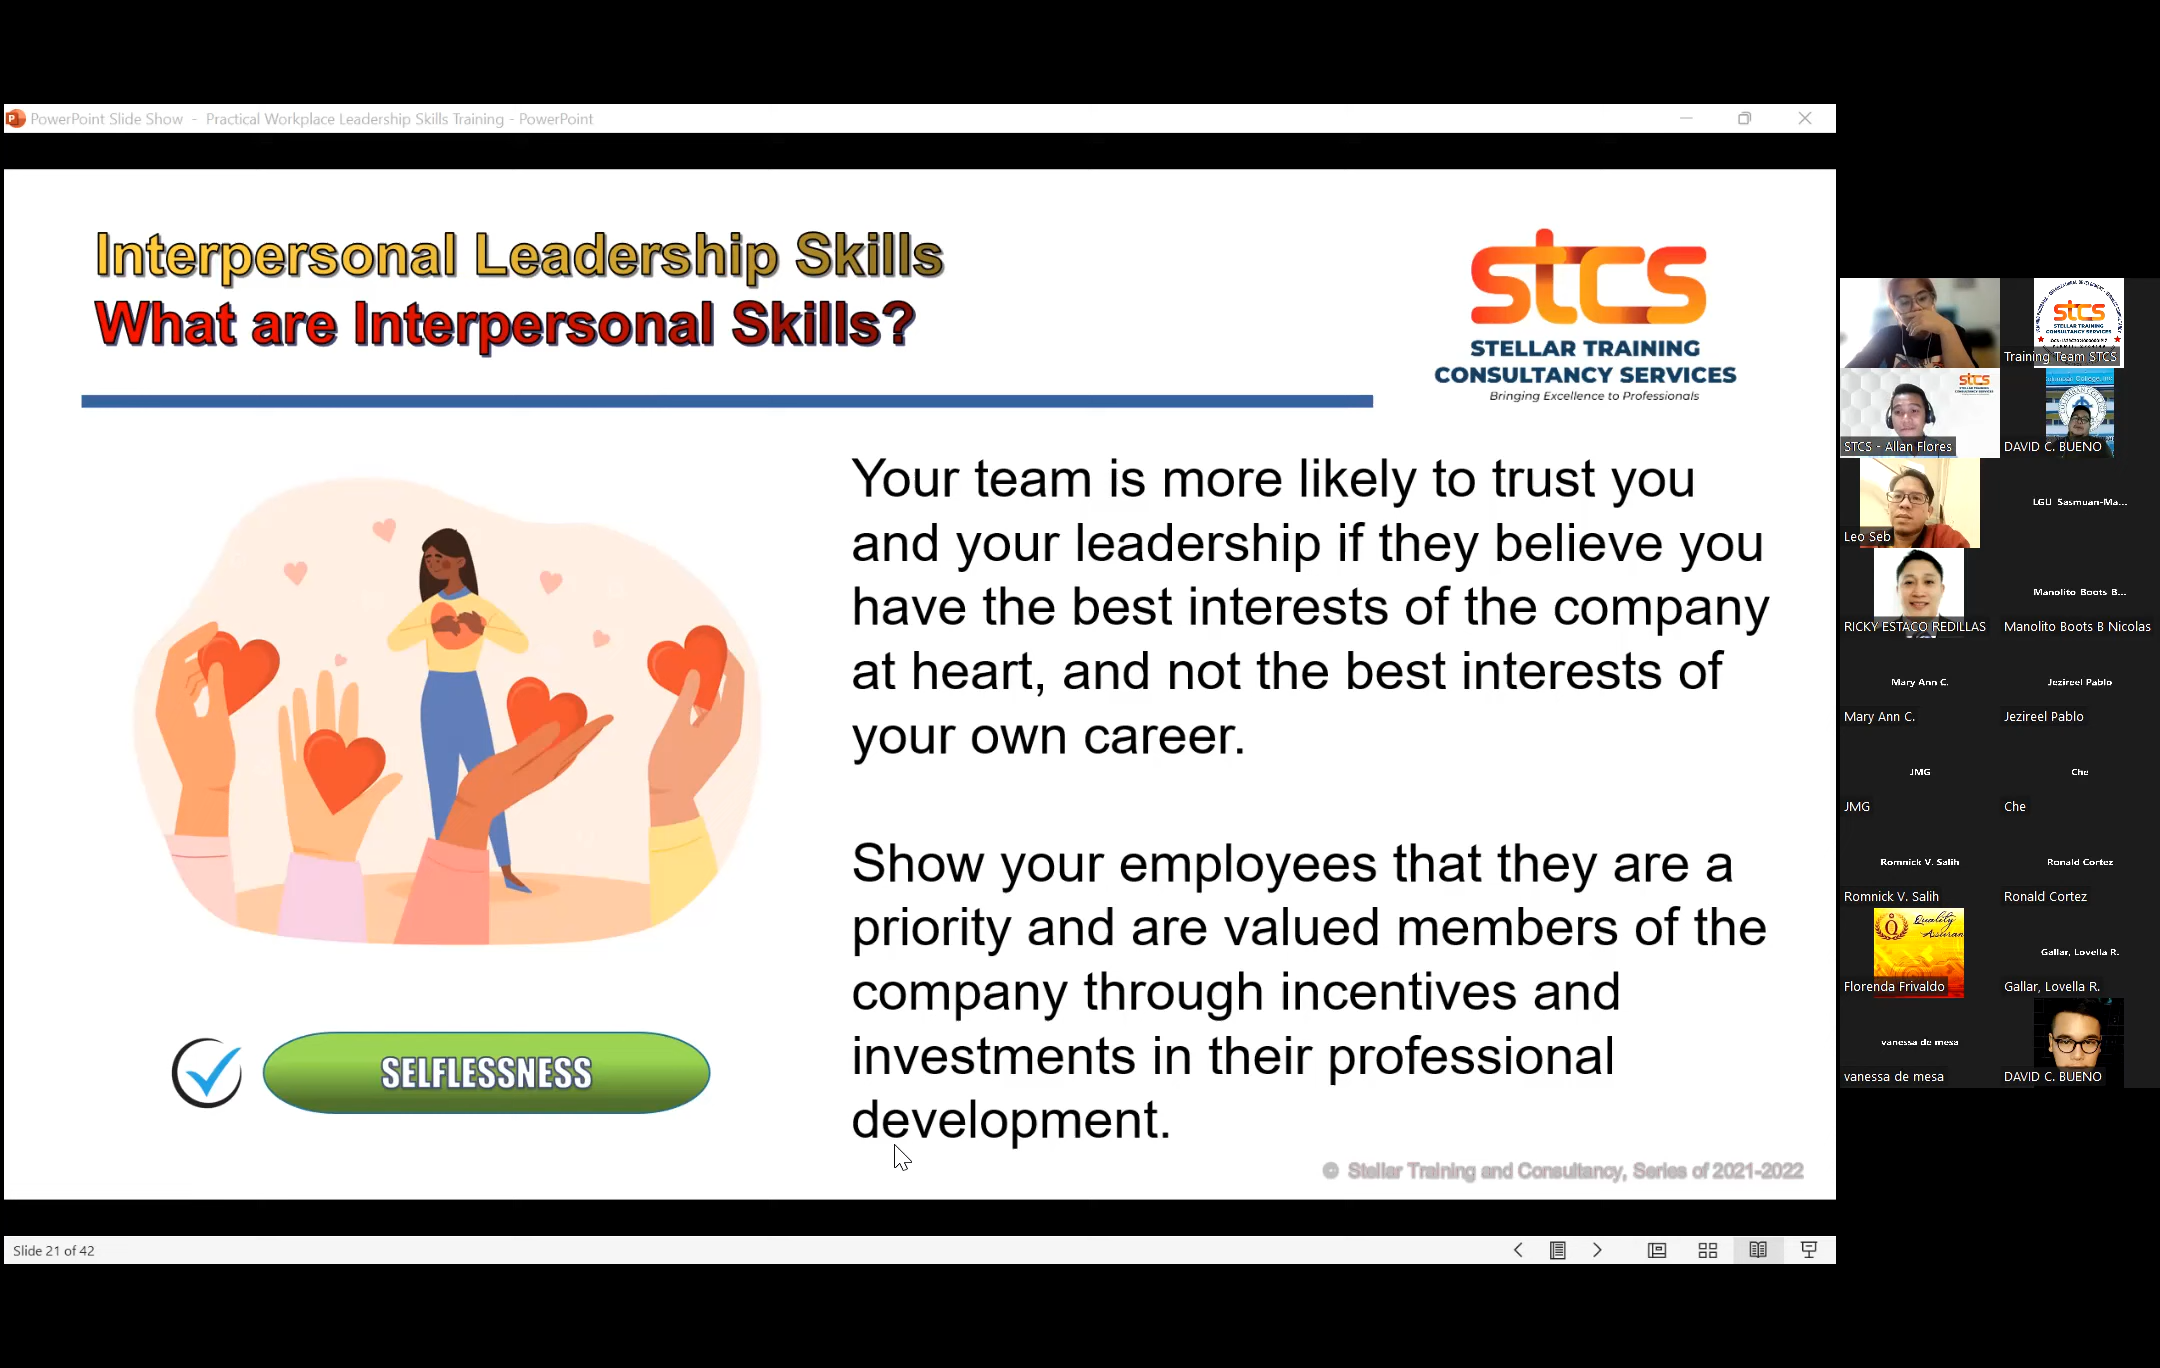 PowerPoint Slide Show - Practical Workplace Leadership Skills Training - PowerPoint
Interpersonal Leadership Skills
What are Interpersonal Skills?
stcs
STELLAR TRAINING
CONSULTANCY SERVICES
Bringing Excellence to Professionals
Your team is more likely to trust you
and your leadership if they believe you
have the best interests of the company
at heart, and not the best interests of
your own career.
Show your employees that they are a
priority and are valued members of the
company through incentives and
investments in their professional
development.
SELFLESSNESS
© Stellar Training and Consultancy, Series of 2021-2022
Slide 21 of 42
stcs
STELLAR TRAINING
CONSULTANCY SERVICES
Training Team STCS
stcs
STCS - Allan Flores
DAVID C. BUENO
Leo Seb
LGU Sasmuan-Ma...
RICKY ESTACO REDILLAS
Manolito Boots B...
Manolito Boots B Nicolas
Mary Ann C.
Mary Ann C.
Jezireel Pablo
Jezireel Pablo
JMG
JMG
Che
Che
Romnick V. Salih
Romnick V. Salih
Ronald Cortez
Ronald Cortez
Quality
Florenda Frivaldo
Gallar, Lovella R.
Gallar, Lovella R.
vanessa de mesa
vanessa de mesa
DAVID C. BUENO